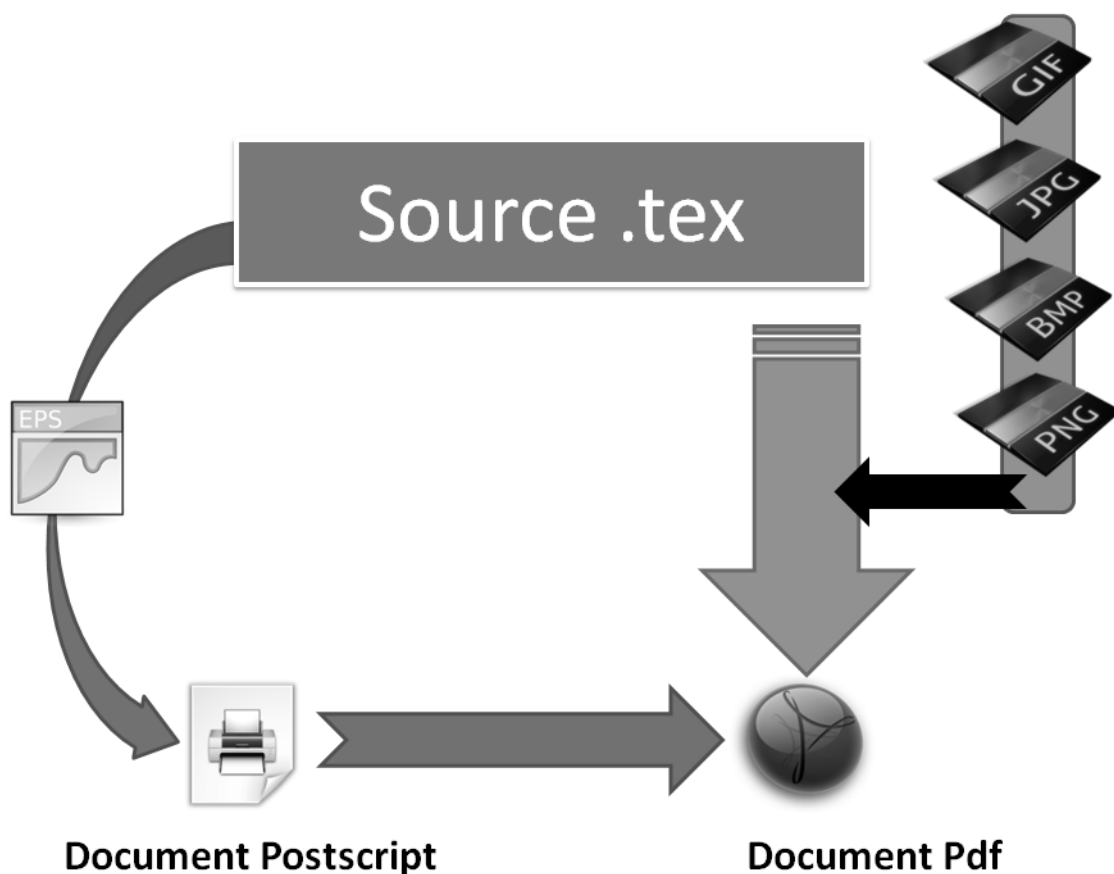 GIF
JPG
BMP
PNG
Source .tex
EPS
Document Postscript
Document Pdf